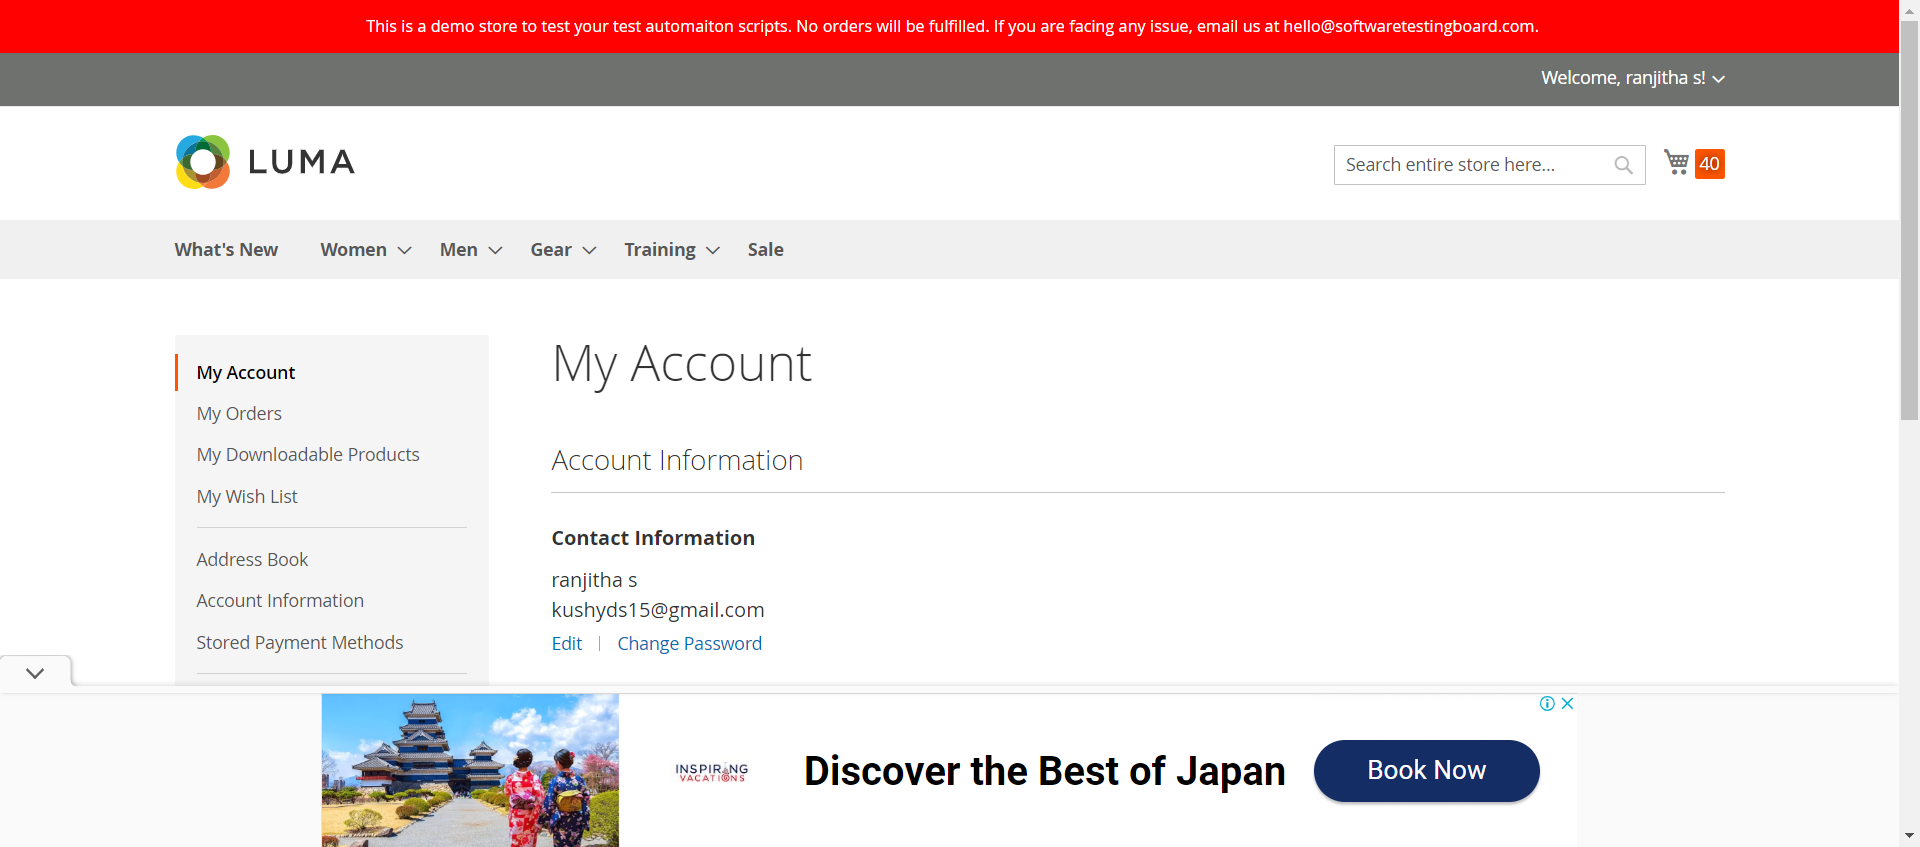 This is a demo store to test your test automaiton scripts. No orders will be fulfilled. If you are facing any issue, email us at hello@softwaretestingboard.com.
Welcome, ranjitha s!
LUMA
Search entire store here...
40
What's New Women Men Gear Training Sale
My Account
My Orders
My Downloadable Products
My Wish List
Address Book
Account Information
Stored Payment Methods
My Account
Account Information
Contact Information
ranjitha s
kushyds15@gmail.com
Edit | Change Password
INSPIRING
VACATIONS
Discover the Best of Japan
Book Now